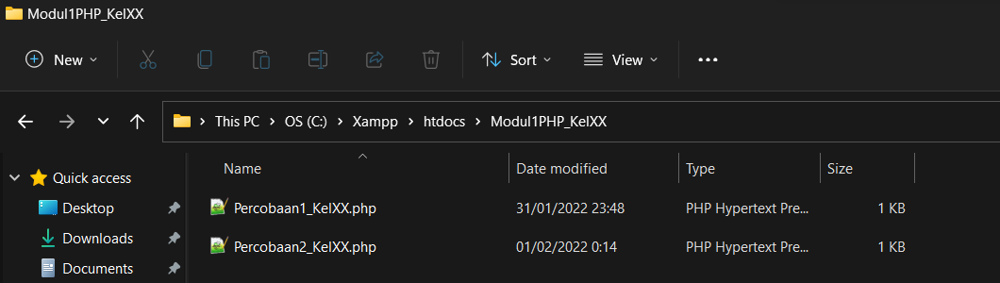 Modul1PHP_KelXX
New Sort View
This PC OS (C:) Xampp htdocs Modul1PHP_KelXX
Name Date modified Type Size
Quick access
Desktop
Downloads
Documents
Percobaan1_KelXX.php 31/01/2022 23:48 PHP Hypertext Pre... 1 KB
Percobaan2_KelXX.php 01/02/2022 0:14 PHP Hypertext Pre... 1 KB